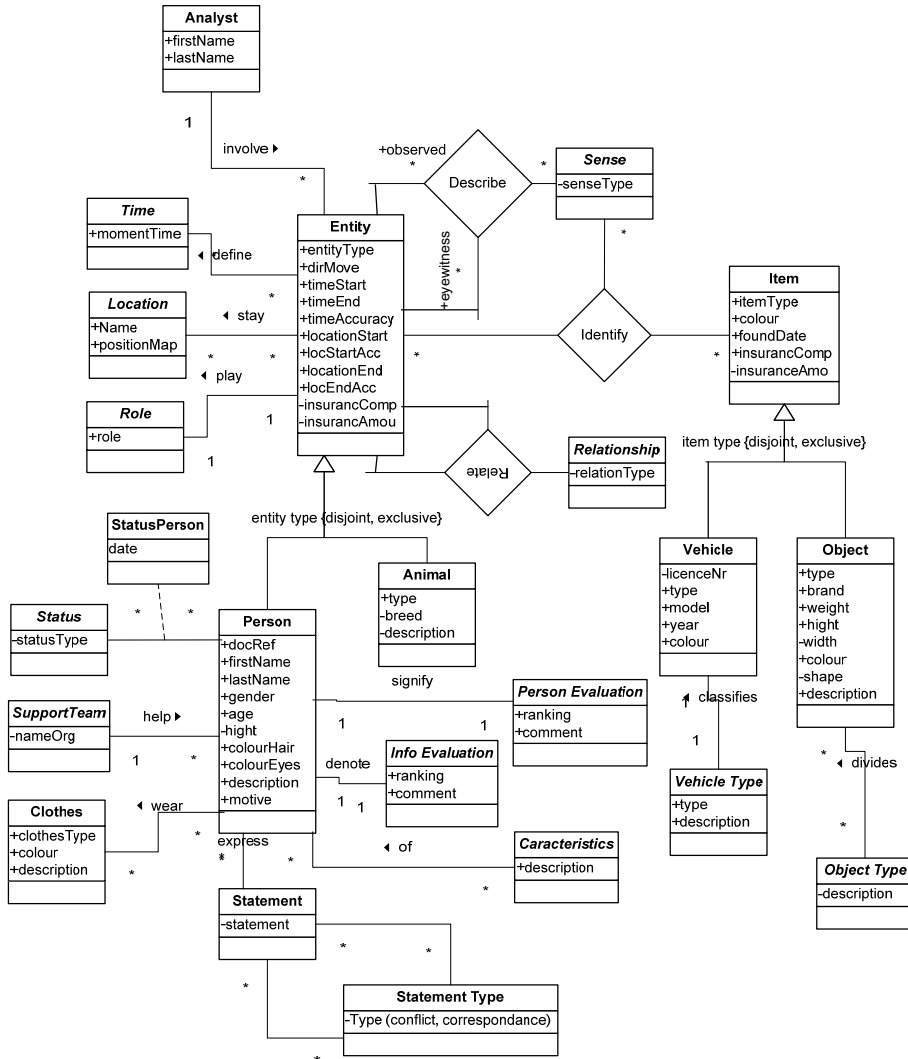 Analyst
+firstName
+lastName
1
involve ▸
*
+observed
*
Describe
*
Sense
-senseType
*
Time
+momentTime
◂ define
*
Entity
+entityType
+dirMove
+timeStart
+timeEnd
+timeAccuracy
+locationStart
+locStartAcc
+locationEnd
+locEndAcc
-insurancComp
-insurancAmou
+eyewitness
*
Location
+Name
+positionMap
◂ stay
*
*
◂ play
Role
+role
1
1
*
Identify
*
Item
+itemType
+colour
+foundDate
+insurancComp
-insuranceAmo
Relate
Relationship
-relationType
item type {disjoint, exclusive}
entity type {disjoint, exclusive}
StatusPerson
date
*
*
Status
-statusType
Person
+docRef
+firstName
+lastName
+gender
+age
-hight
+colourHair
+colourEyes
+description
+motive
Animal
+type
-breed
-description
signify
Vehicle
-licenceNr
+type
+model
+year
+colour
Object
+type
+brand
+weight
+hight
-width
+colour
-shape
+description
SupportTeam
-nameOrg
help ▸
1
*
Person Evaluation
+ranking
+comment
1
1
denote
Info Evaluation
+ranking
+comment
1
1
◂ classifies
1
1
Vehicle Type
+type
+description
*
◂ divides
*
Object Type
-description
Clothes
+clothesType
+colour
+description
◂ wear
*
*
express
*
*
◂ of
*
Caracteristics
+description
Statement
-statement
*
*
*
Statement Type
-Type (conflict, correspondance)
*